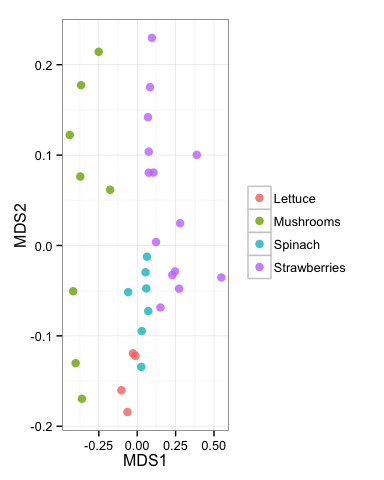 0.2
0.1
0.0
-0.1
-0.2
MDS2
-0.25 0.00 0.25 0.50
MDS1
Lettuce
Mushrooms
Spinach
Strawberries